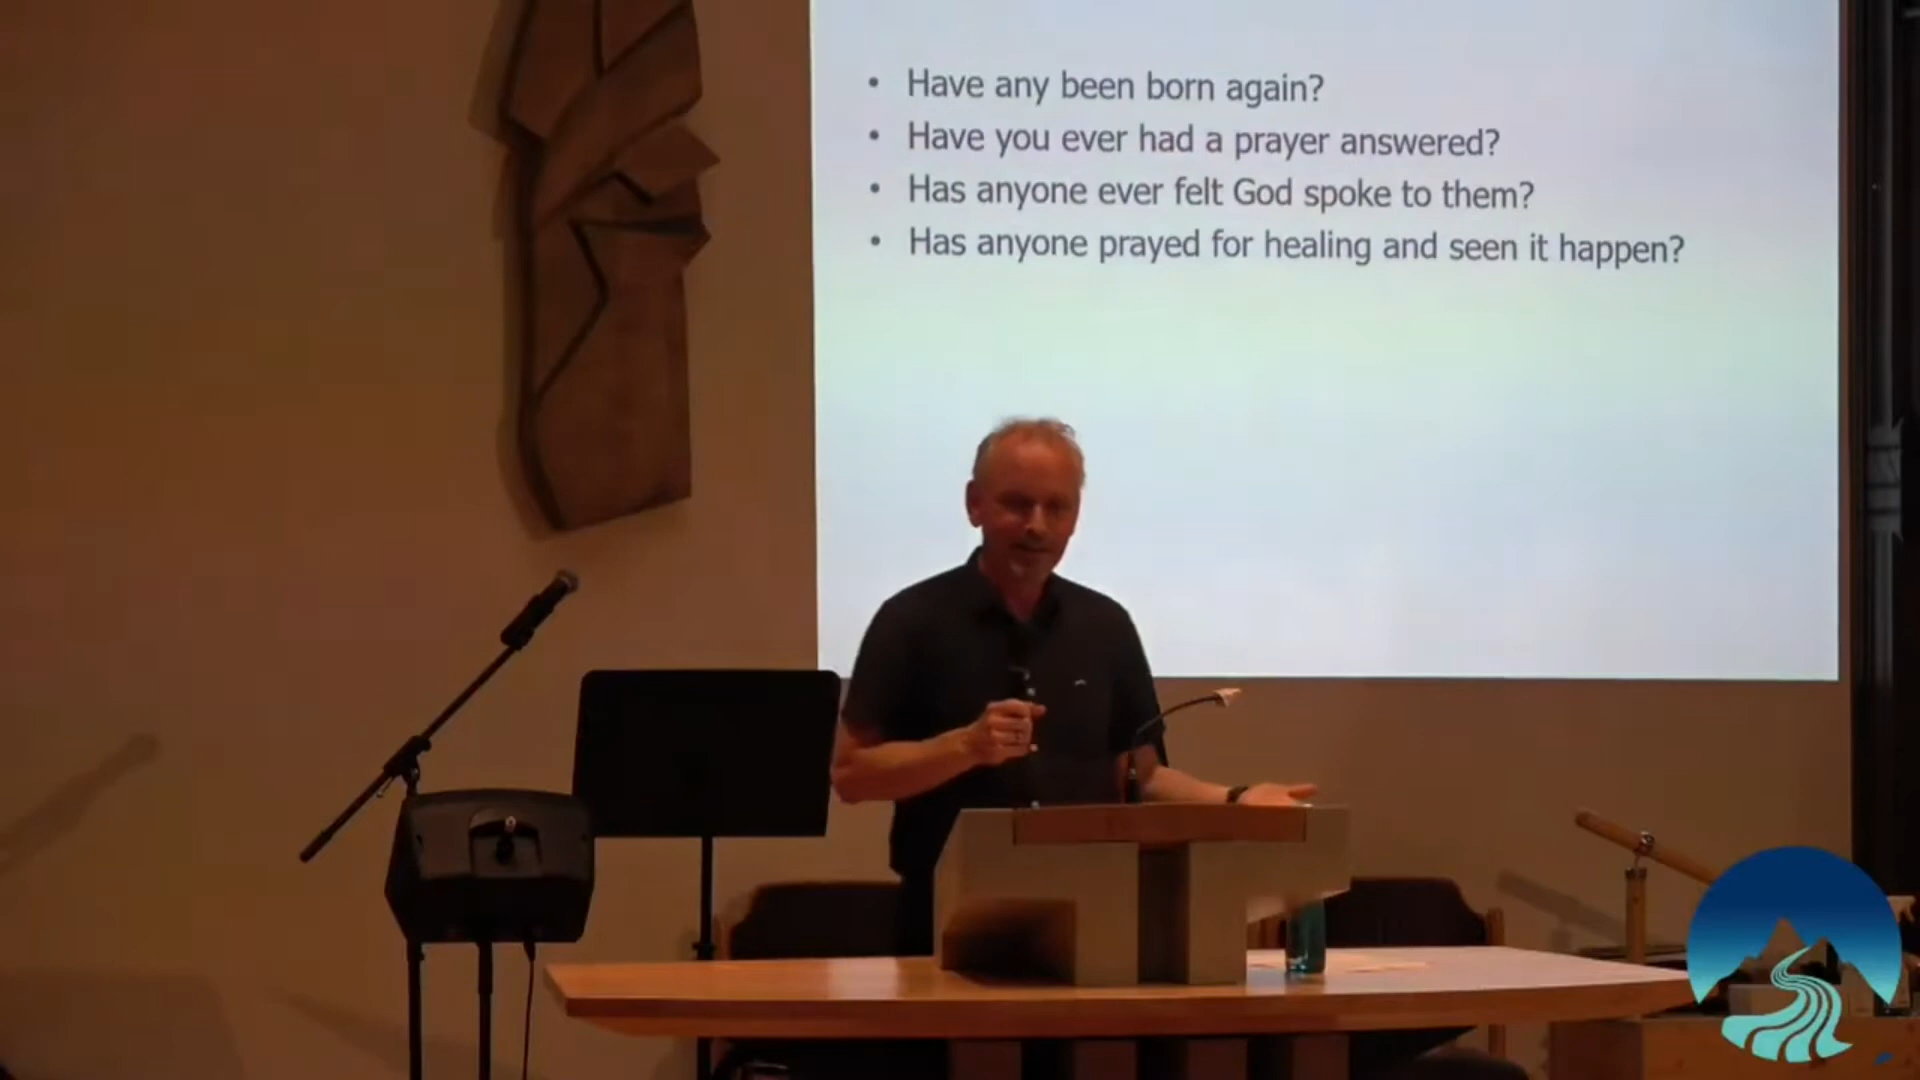 • Have any been born again?
• Have you ever had a prayer answered?
• Has anyone ever felt God spoke to them?
• Has anyone prayed for healing and seen it happen?